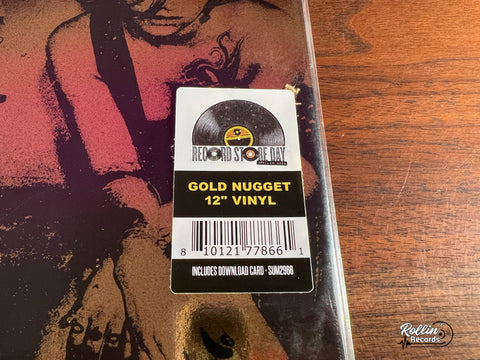 RECORD STORE DAY
GOLD NUGGET
12" VINYL
8 10121 77866 1
INCLUDES DOWNLOAD CARD · SUM2966
Rollin'
Records